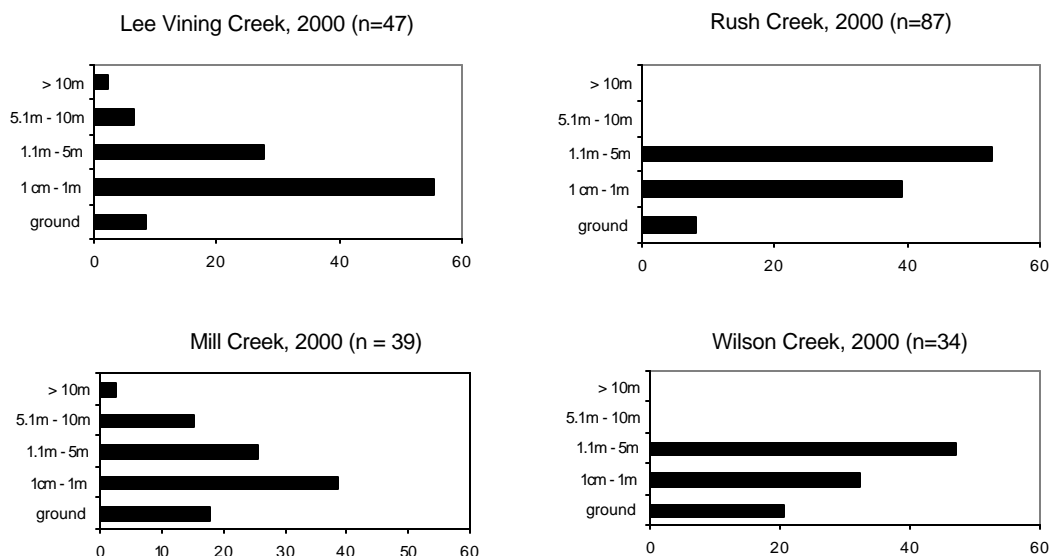 Lee Vining Creek, 2000 (n=47)
> 10m
5.1m - 10m
1.1m - 5m
1 cm - 1m
ground
0 20 40 60
Rush Creek, 2000 (n=87)
> 10m
5.1m - 10m
1.1m - 5m
1 cm - 1m
ground
0 20 40 60
Mill Creek, 2000 (n = 39)
> 10m
5.1m - 10m
1.1m - 5m
1cm - 1m
ground
0 10 20 30 40 50 60
Wilson Creek, 2000 (n=34)
> 10m
5.1m - 10m
1.1m - 5m
1cm - 1m
ground
0 20 40 60